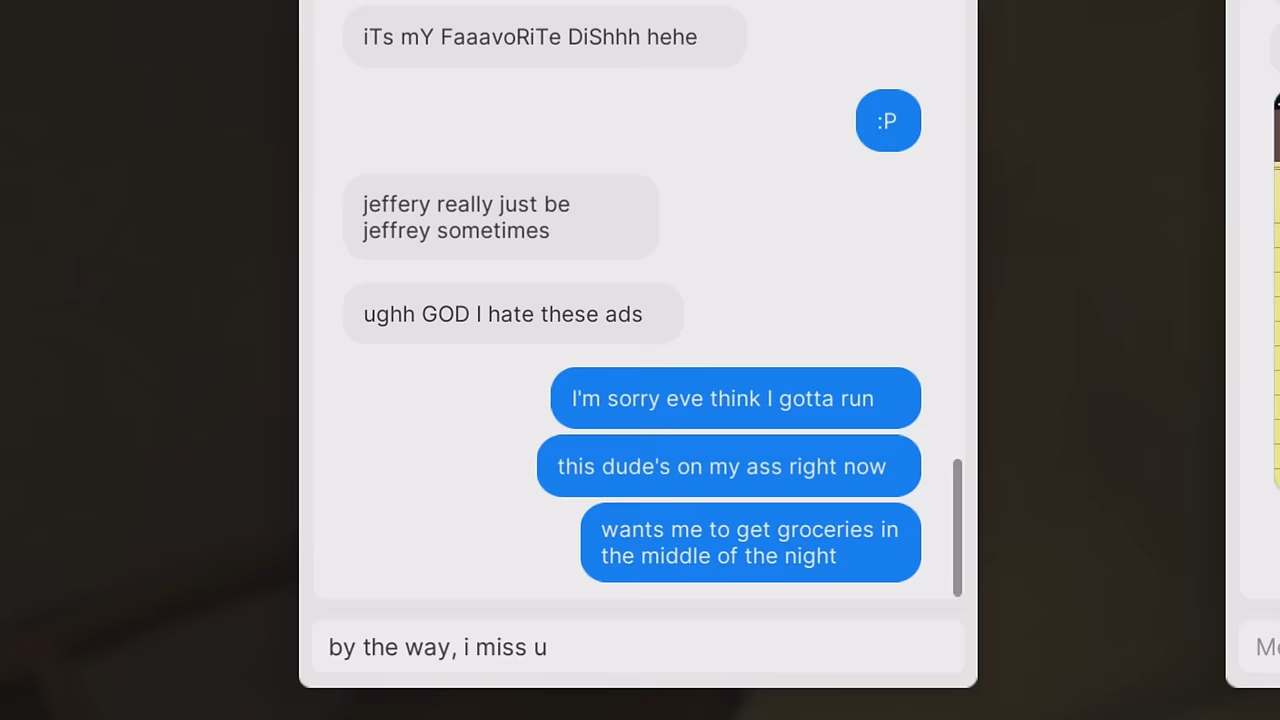 iTs mY FaaavoRiTe DiShhh hehe
:P
jeffery really just be
jeffrey sometimes
ughh GOD I hate these ads
I'm sorry eve think I gotta run
this dude's on my ass right now
wants me to get groceries in
the middle of the night
by the way, i miss u